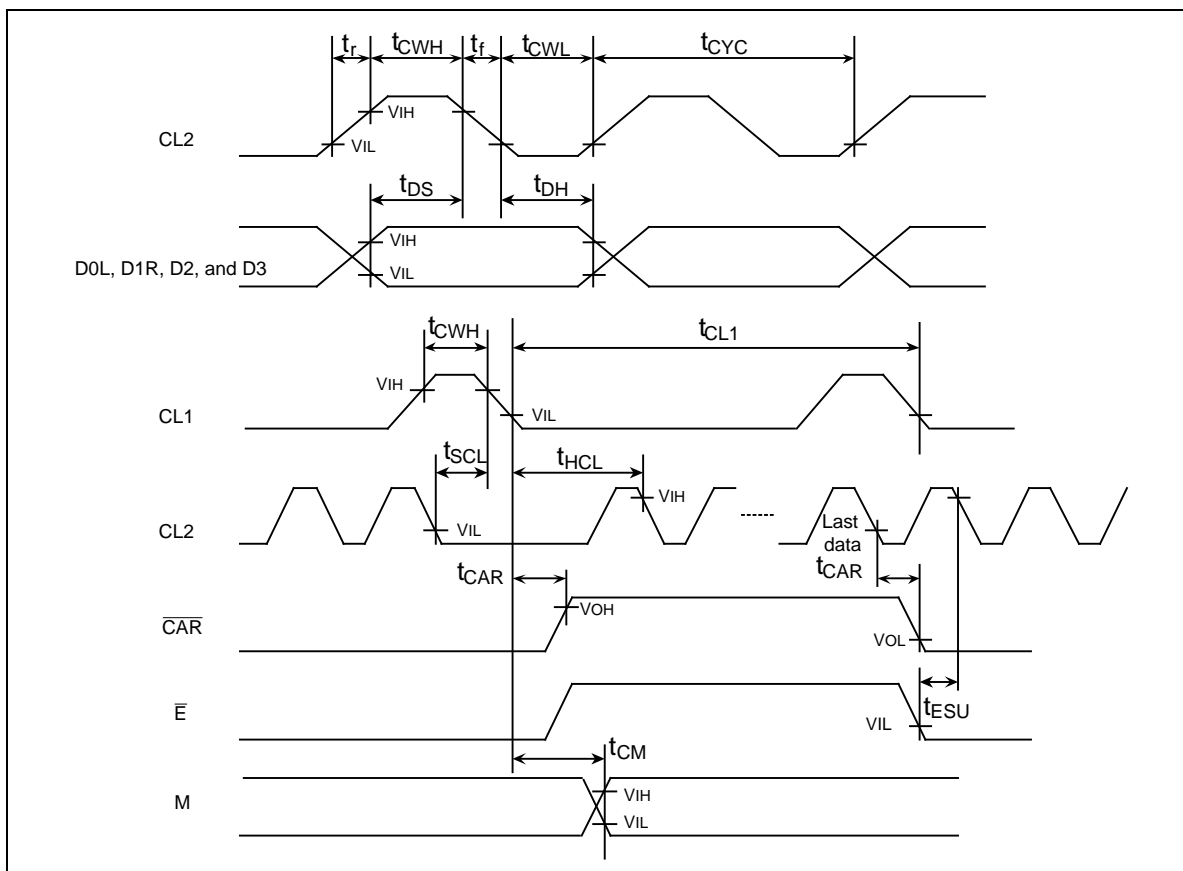 tr tCWH tf tCWL tCYC
VIH
CL2
VIL
tDS tDH
VIH
D0L, D1R, D2, and D3
VIL
tCWH tCL1
VIH
CL1
VIL
tSCL tHCL
VIH
CL2
VIL
Last
data
tCAR tCAR
VOH
CAR
VOL
E
VIL
tESU
tCM
M
VIH
VIL